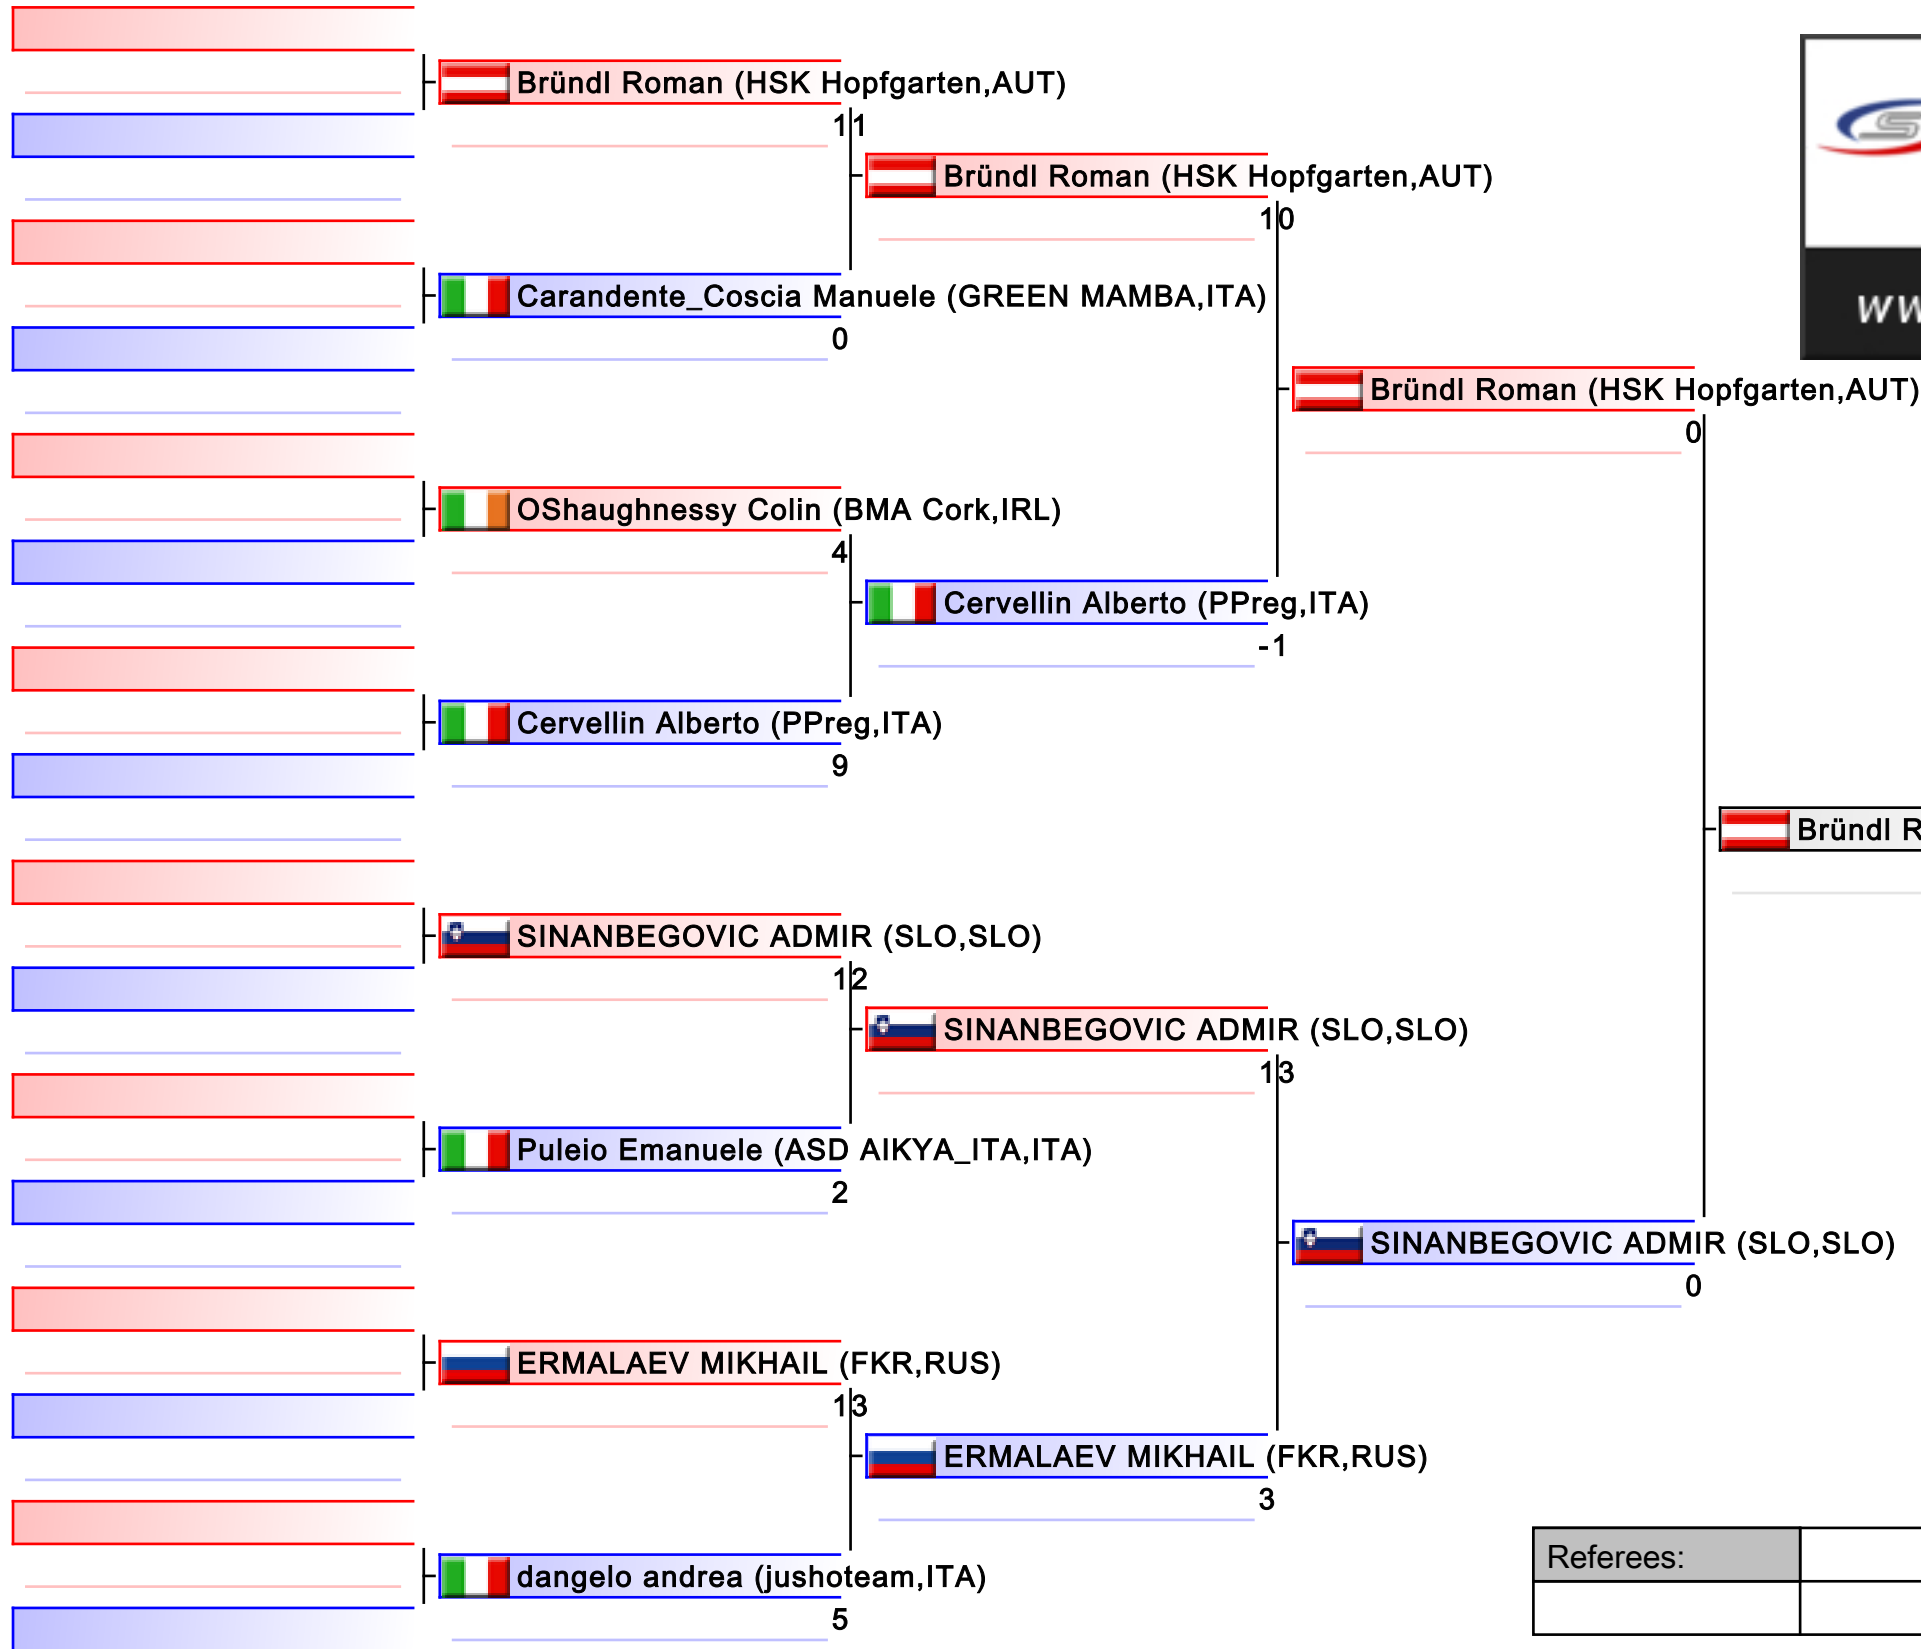 Bründl Roman (HSK Hopfgarten,AUT)
11
Bründl Roman (HSK Hopfgarten,AUT)
10
Carandente_Coscia Manuele (GREEN MAMBA,ITA)
0
Bründl Roman (HSK Hopfgarten,AUT)
0
OShaughnessy Colin (BMA Cork,IRL)
4
Cervellin Alberto (PPreg,ITA)
-1
Cervellin Alberto (PPreg,ITA)
9
Bründl R
SINANBEGOVIC ADMIR (SLO,SLO)
12
SINANBEGOVIC ADMIR (SLO,SLO)
13
Puleio Emanuele (ASD AIKYA_ITA,ITA)
2
SINANBEGOVIC ADMIR (SLO,SLO)
0
ERMALAEV MIKHAIL (FKR,RUS)
13
ERMALAEV MIKHAIL (FKR,RUS)
3
dangelo andrea (jushoteam,ITA)
5
Referees: